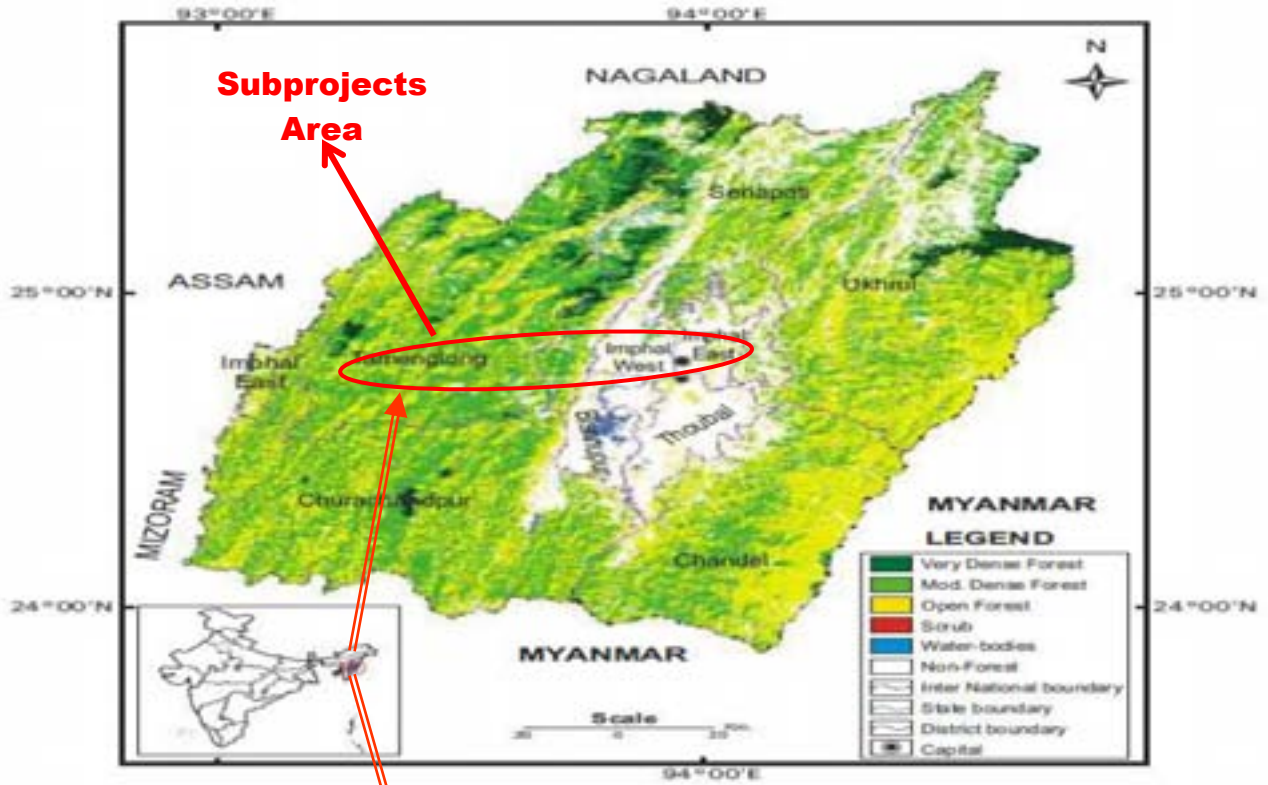 93°00'E
94°00'E
N
Subprojects
Area
NAGALAND
Senapati
ASSAM
25°00'N
25°00'N
Ukhrul
Tamenglong
Imphal
East
Imphal
West
Imphal
East
Thoubal
Churachandpur
MIZORAM
Chandel
MYANMAR
LEGEND
Very Dense Forest
Mod. Dense Forest
Open Forest
Scrub
Water-bodies
Non-Forest
Inter National boundary
State boundary
District boundary
Capital
24°00'N
24°00'N
MYANMAR
Scale
94°00'E